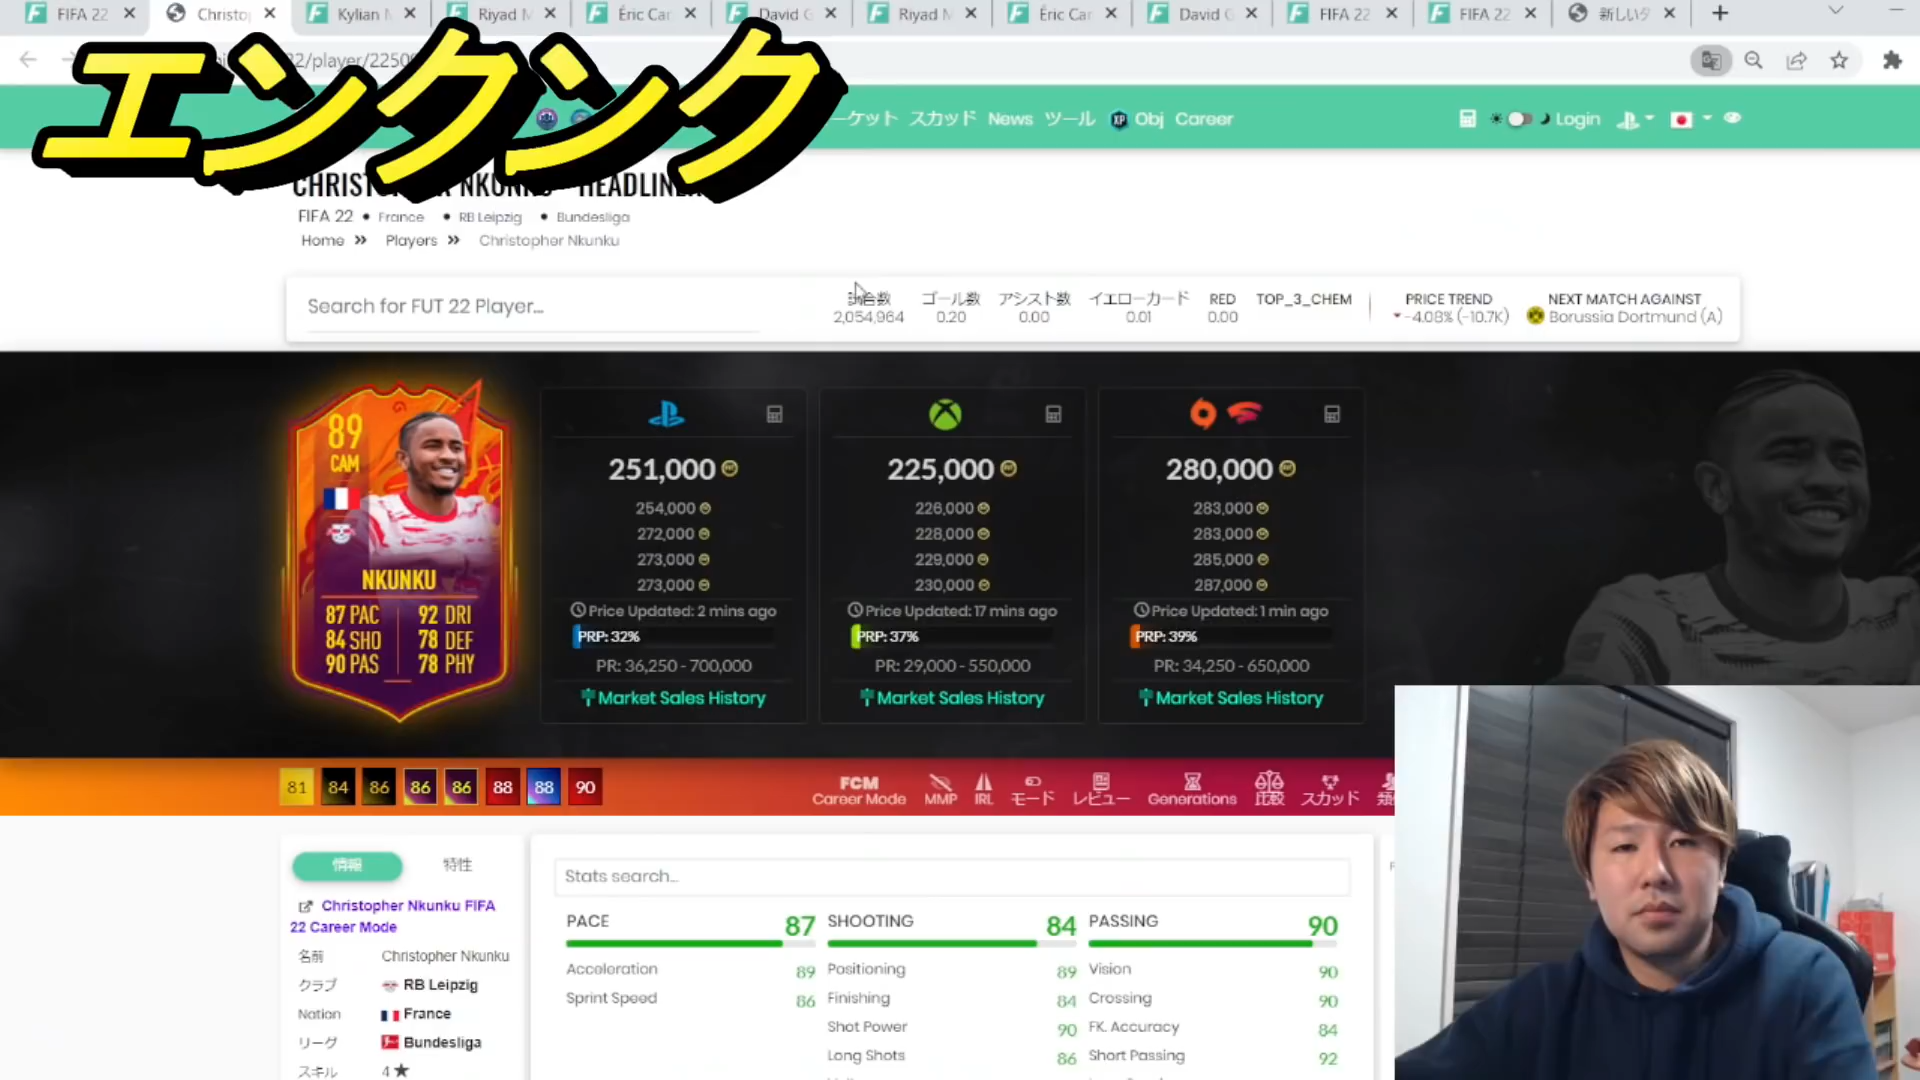 FIFA 22
Kylian
Riyad M
Éric Car
David G
Riyad M
Éric Car
David G
FIFA 22
FIFA 22
新しいタ
エンクンク
22/player/2250
ーケット スカッド News ツール XP Obj Career
Login
FIFA 22 • France • RB Leipzig • Bundesliga
Home » Players » Christopher Nkunku
Search for FUT 22 Player...
試合数 ゴール数 アシスト数 イエローカード RED TOP_3_CHEM PRICE TREND NEXT MATCH AGAINST
2,054,964 0.20 0.00 0.01 0.00 -4.08% (-10.7K) Borussia Dortmund (A)
89
CAM
NKUNKU
87 PAC 92 DRI
84 SHO 78 DEF
90 PAS 78 PHY
251,000
254,000
272,000
273,000
273,000
Price Updated: 2 mins ago
PRP: 32%
PR: 36,250 - 700,000
Market Sales History
225,000
226,000
228,000
229,000
230,000
Price Updated: 17 mins ago
PRP: 37%
PR: 29,000 - 550,000
Market Sales History
280,000
283,000
283,000
285,000
287,000
Price Updated: 1 min ago
PRP: 39%
PR: 34,250 - 650,000
Market Sales History
81 84 86 86 86 88 88 90
FCM
Career Mode MMP IRL モード レビュー Generations 比較 スカッド
情報 特性
Christopher Nkunku FIFA
22 Career Mode
名前 Christopher Nkunku
クラブ RB Leipzig
Nation France
リーグ Bundesliga
スキル 4★
Stats search...
PACE 87
Acceleration 89
Sprint Speed 86
SHOOTING 84
Positioning 89
Finishing 84
Shot Power 90
Long Shots 86
PASSING 90
Vision 90
Crossing 90
FK. Accuracy 84
Short Passing 92